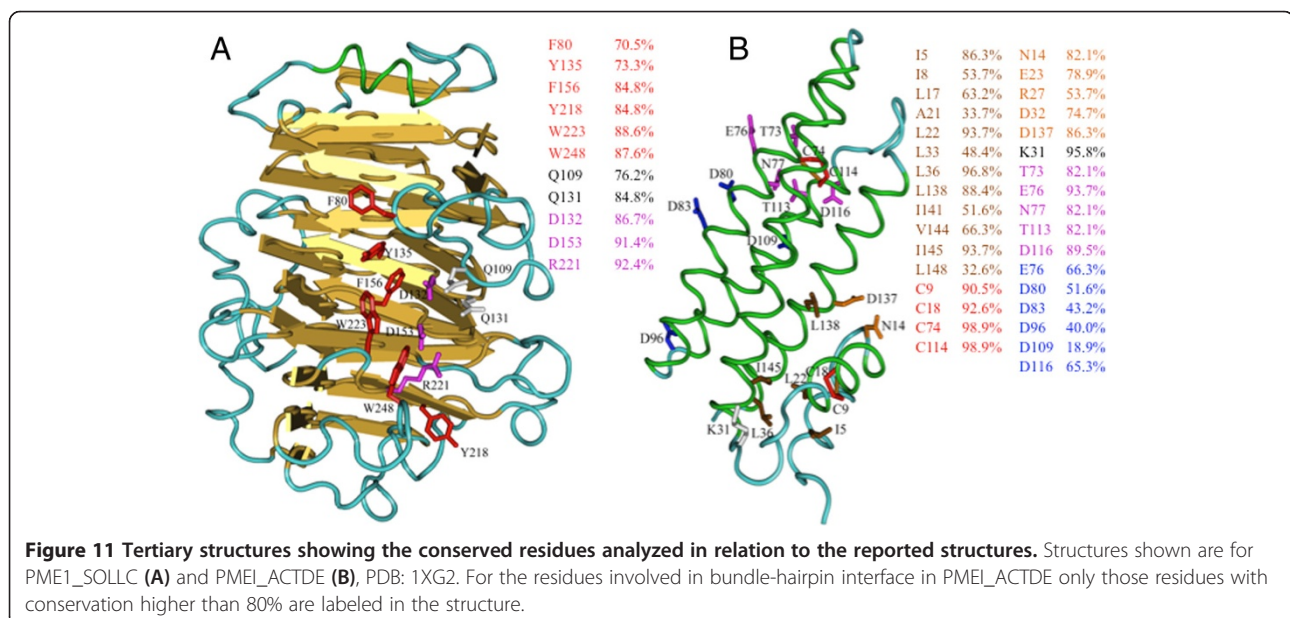 A
F80 70.5%
Y135 73.3%
F156 84.8%
Y218 84.8%
W223 88.6%
W248 87.6%
Q109 76.2%
Q131 84.8%
D132 86.7%
D153 91.4%
R221 92.4%
F80
Y135
F156
D132
Q109
Q131
W223
D153
R221
W248
Y218
B
E76 T73
C74
N77
C114
D80
T113
D116
D83
D109
D137
L138
N14
D96
I145
L22
C18
C9
K31
L36
I5
I5 86.3% N14 82.1%
I8 53.7% E23 78.9%
L17 63.2% R27 53.7%
A21 33.7% D32 74.7%
L22 93.7% D137 86.3%
L33 48.4% K31 95.8%
L36 96.8% T73 82.1%
L138 88.4% E76 93.7%
I141 51.6% N77 82.1%
V144 66.3% T113 82.1%
I145 93.7% D116 89.5%
L148 32.6% E76 66.3%
C9 90.5% D80 51.6%
C18 92.6% D83 43.2%
C74 98.9% D96 40.0%
C114 98.9% D109 18.9%
D116 65.3%
Figure 11 Tertiary structures showing the conserved residues analyzed in relation to the reported structures. Structures shown are for
PME1_SOLLC (A) and PMEI_ACTDE (B), PDB: 1XG2. For the residues involved in bundle-hairpin interface in PMEI_ACTDE only those residues with
conservation higher than 80% are labeled in the structure.